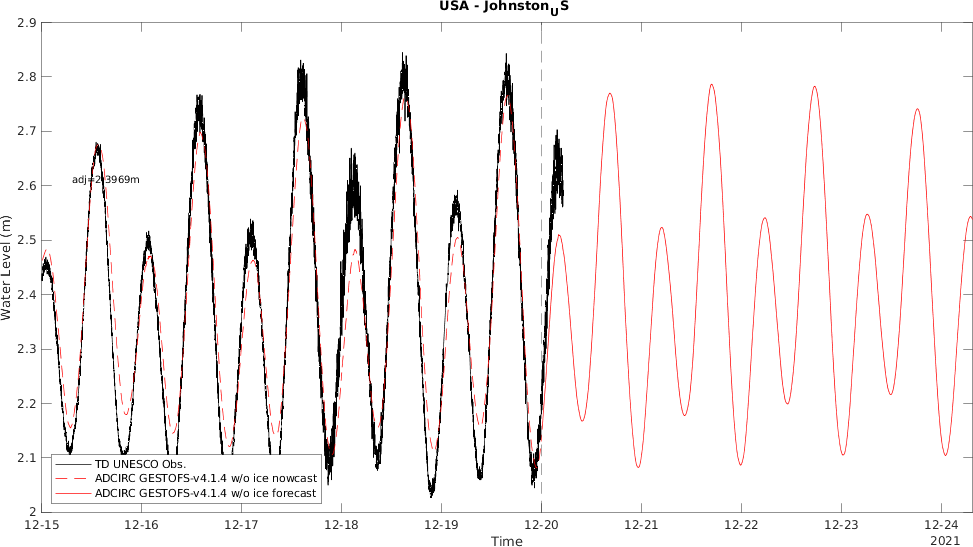 USA - Johnston_US
2.9
2.8
2.7
2.6
2.5
2.4
2.3
2.2
2.1
2
Water Level (m)
adj=2.3969m
TD UNESCO Obs.
ADCIRC GESTOFS-v4.1.4 w/o ice nowcast
ADCIRC GESTOFS-v4.1.4 w/o ice forecast
12-15 12-16 12-17 12-18 12-19 12-20 12-21 12-22 12-23 12-24
Time 2021